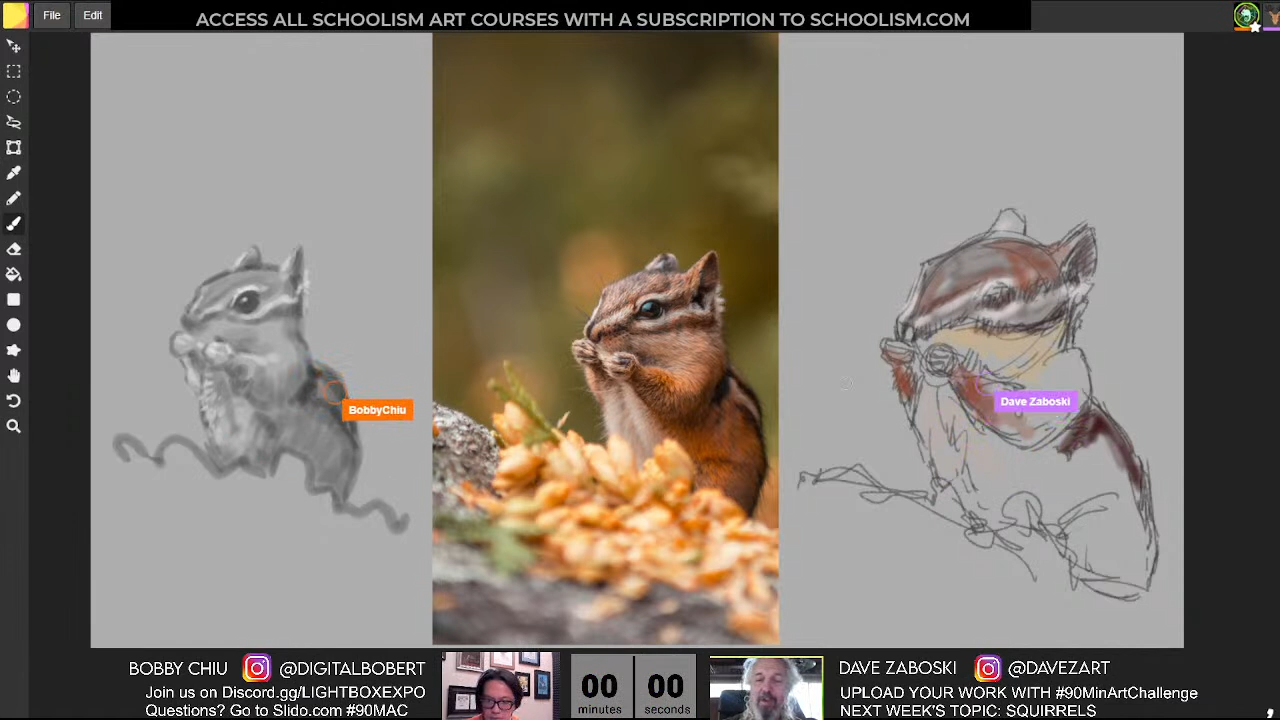 ACCESS ALL SCHOOLISM ART COURSES WITH A SUBSCRIPTION TO SCHOOLISM.COM
File Edit
BobbyChiu
Dave Zaboski
BOBBY CHIU @DIGITALBOBERT
Join us on Discord.gg/LIGHTBOXEXPO
Questions? Go to Slido.com #90MAC
00 00
minutes seconds
DAVE ZABOSKI @DAVEZART
UPLOAD YOUR WORK WITH #90MinArtChallenge
NEXT WEEK'S TOPIC: SQUIRRELS